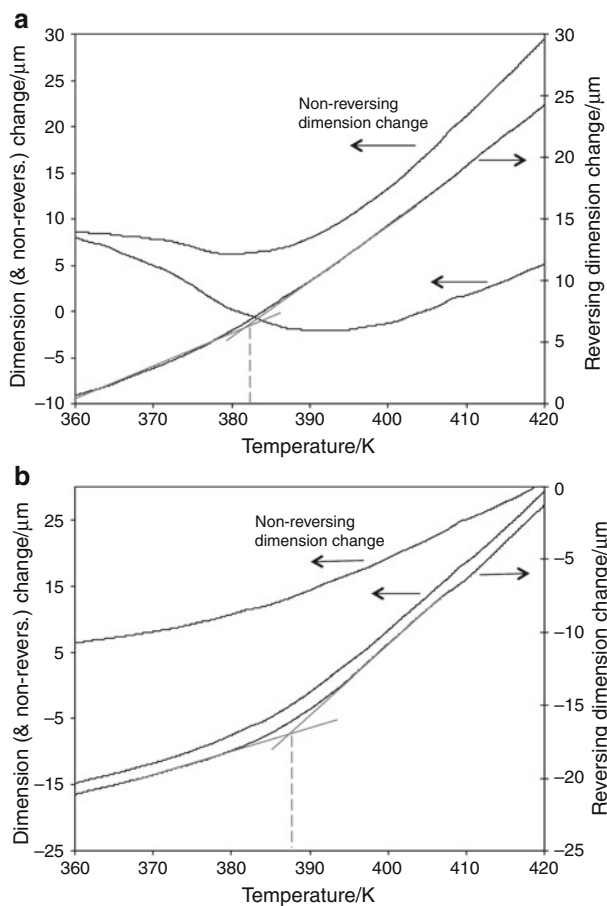 a
Dimension (& non-revers.) change/μm
30
25
20
15
10
5
0
−5
−10
Non-reversing
dimension change
30
25
20
15
10
5
0
Reversing dimension change/μm
360 370 380 390 400 410 420
Temperature/K
b
Dimension (& non-revers.) change/μm
25
15
5
−5
−15
−25
Non-reversing
dimension change
0
−5
−10
−15
−20
−25
Reversing dimension change/μm
360 370 380 390 400 410 420
Temperature/K